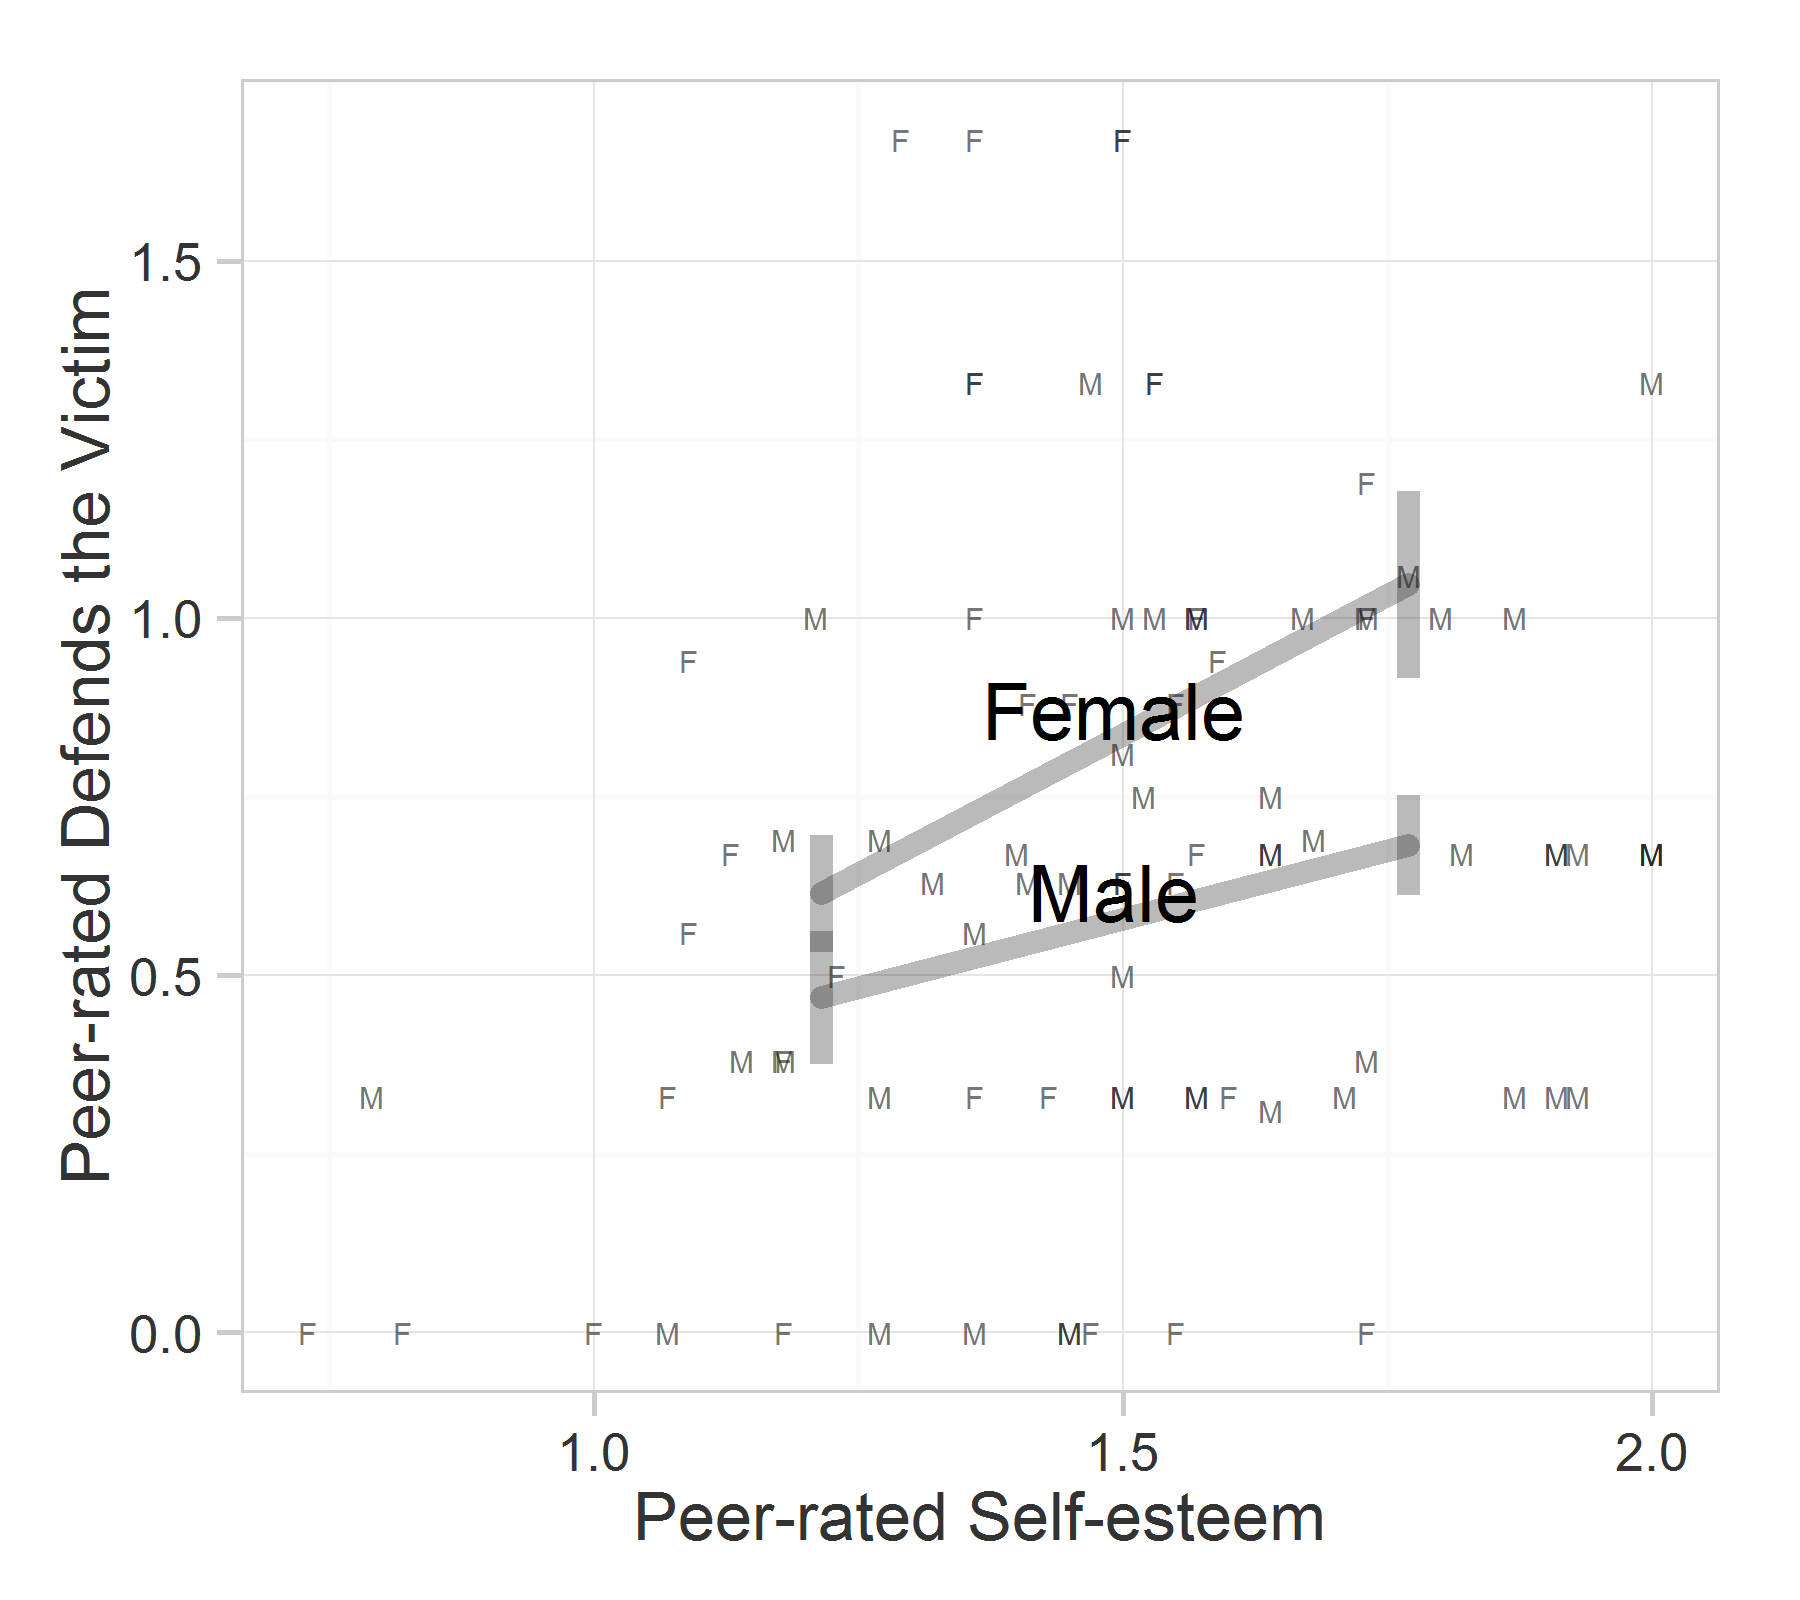 F F F
1.5
F M F M
F
M
1.0
M F M M M M M M
F F
F F F
Female
M
M M
M M M
F M F M M M M M
M M M F F
Male
F M
0.5
F M
M M F M
M F M F F M M F M M M M
M
0.0
F F F M F M M M F F F
1.0 1.5 2.0
Peer-rated Self-esteem
Peer-rated Defends the Victim